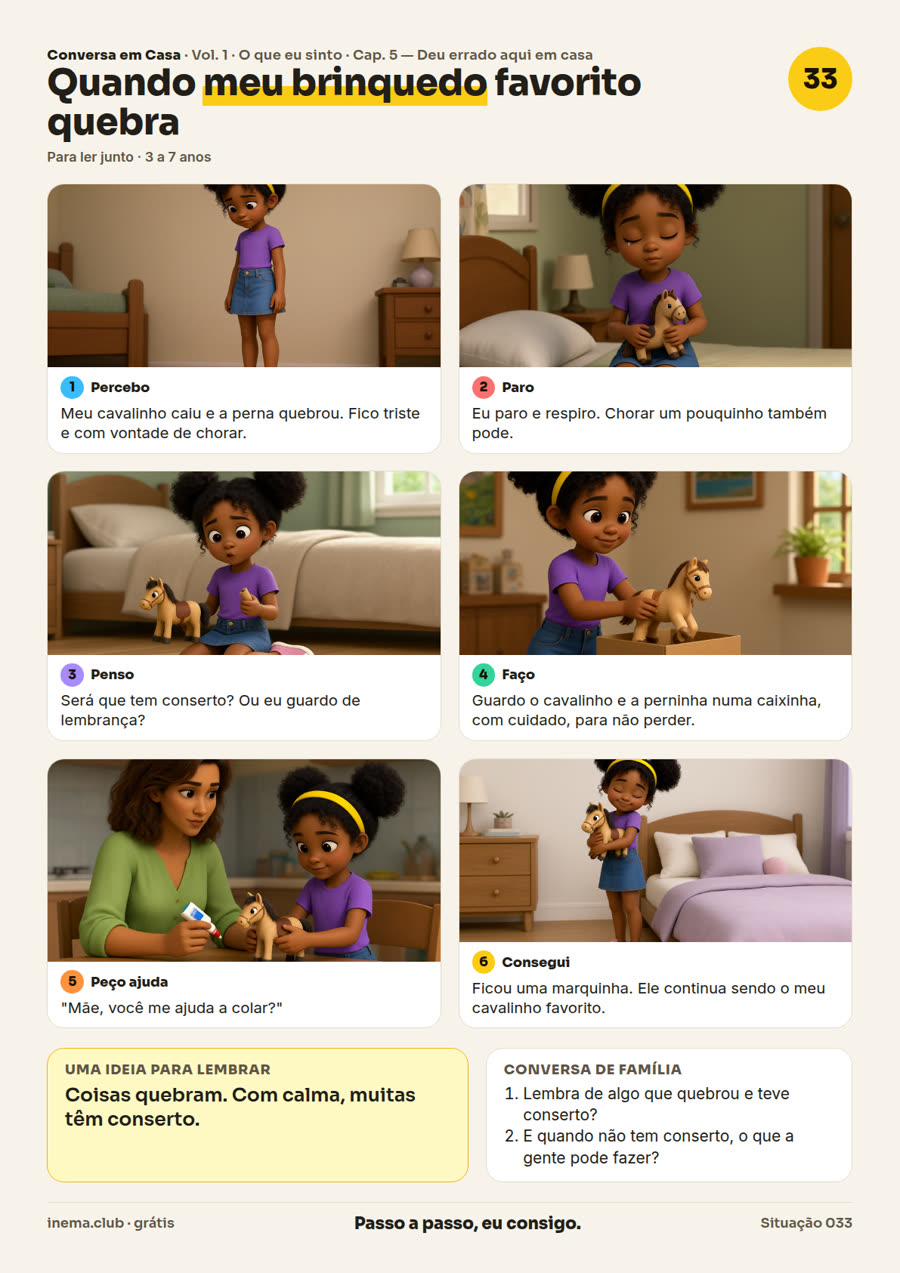 Conversa em Casa · Vol. 1 · O que eu sinto · Cap. 5 — Deu errado aqui em casa
Quando meu brinquedo favorito
quebra
33
Para ler junto · 3 a 7 anos
1 Percebo
Meu cavalinho caiu e a perna quebrou. Fico triste
e com vontade de chorar.
2 Paro
Eu paro e respiro. Chorar um pouquinho também
pode.
3 Penso
Será que tem conserto? Ou eu guardo de
lembrança?
4 Faço
Guardo o cavalinho e a perninha numa caixinha,
com cuidado, para não perder.
5 Peço ajuda
"Mãe, você me ajuda a colar?"
6 Consegui
Ficou uma marquinha. Ele continua sendo o meu
cavalinho favorito.
UMA IDEIA PARA LEMBRAR
Coisas quebram. Com calma, muitas
têm conserto.
CONVERSA DE FAMÍLIA
1. Lembra de algo que quebrou e teve
conserto?
2. E quando não tem conserto, o que a
gente pode fazer?
inema.club · grátis
Passo a passo, eu consigo.
Situação 033